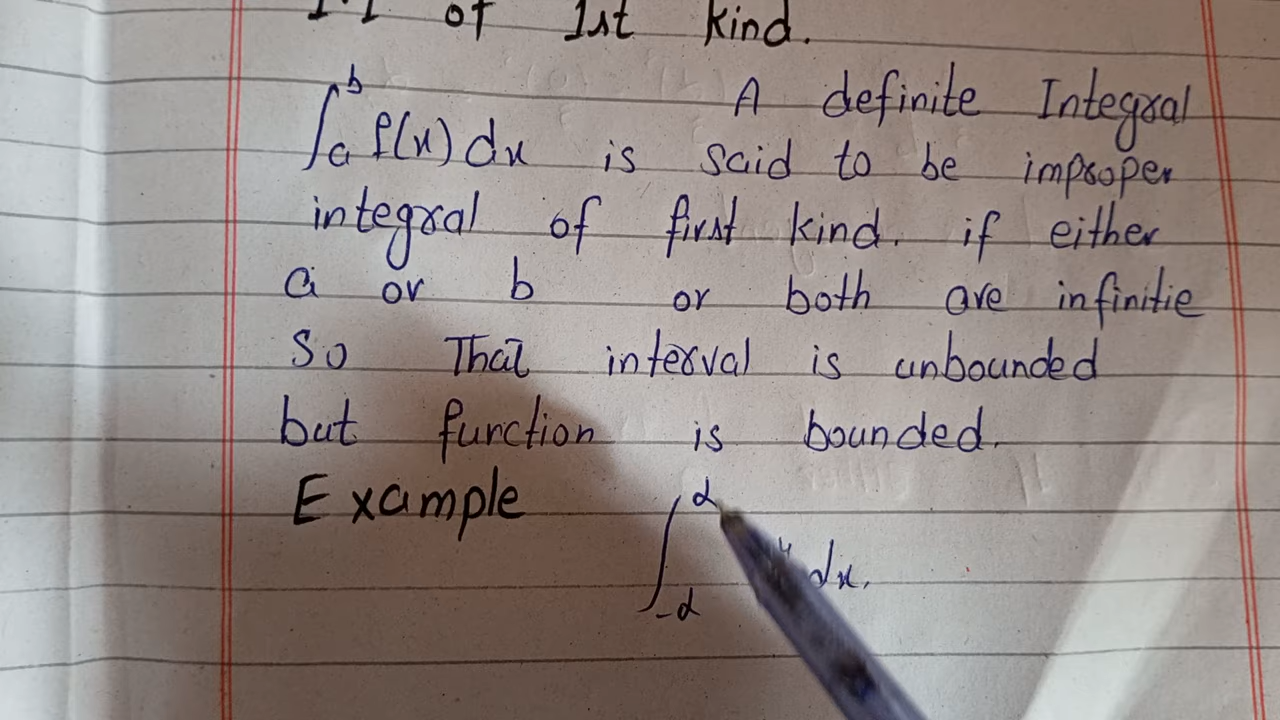 of 1st kind.
A definite Integral
∫_a^b f(x) dx is said to be improper
integral of first kind. if either
a or b or both are infinitie
So That interval is unbounded
but function is bounded.
Example ∫_{-α}^{α} dx.